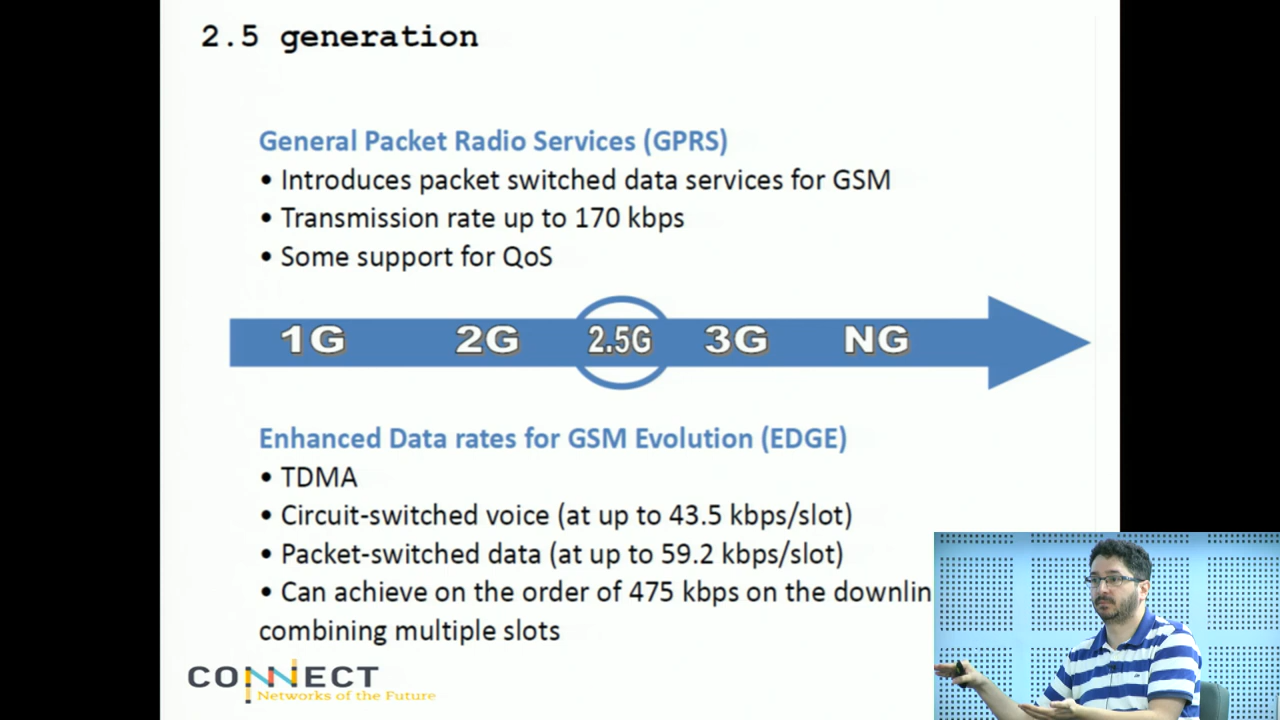 2.5 generation
General Packet Radio Services (GPRS)
• Introduces packet switched data services for GSM
• Transmission rate up to 170 kbps
• Some support for QoS
1G 2G 2.5G 3G NG
Enhanced Data rates for GSM Evolution (EDGE)
• TDMA
• Circuit-switched voice (at up to 43.5 kbps/slot)
• Packet-switched data (at up to 59.2 kbps/slot)
• Can achieve on the order of 475 kbps on the downlin
combining multiple slots
CONNECT
Networks of the Future